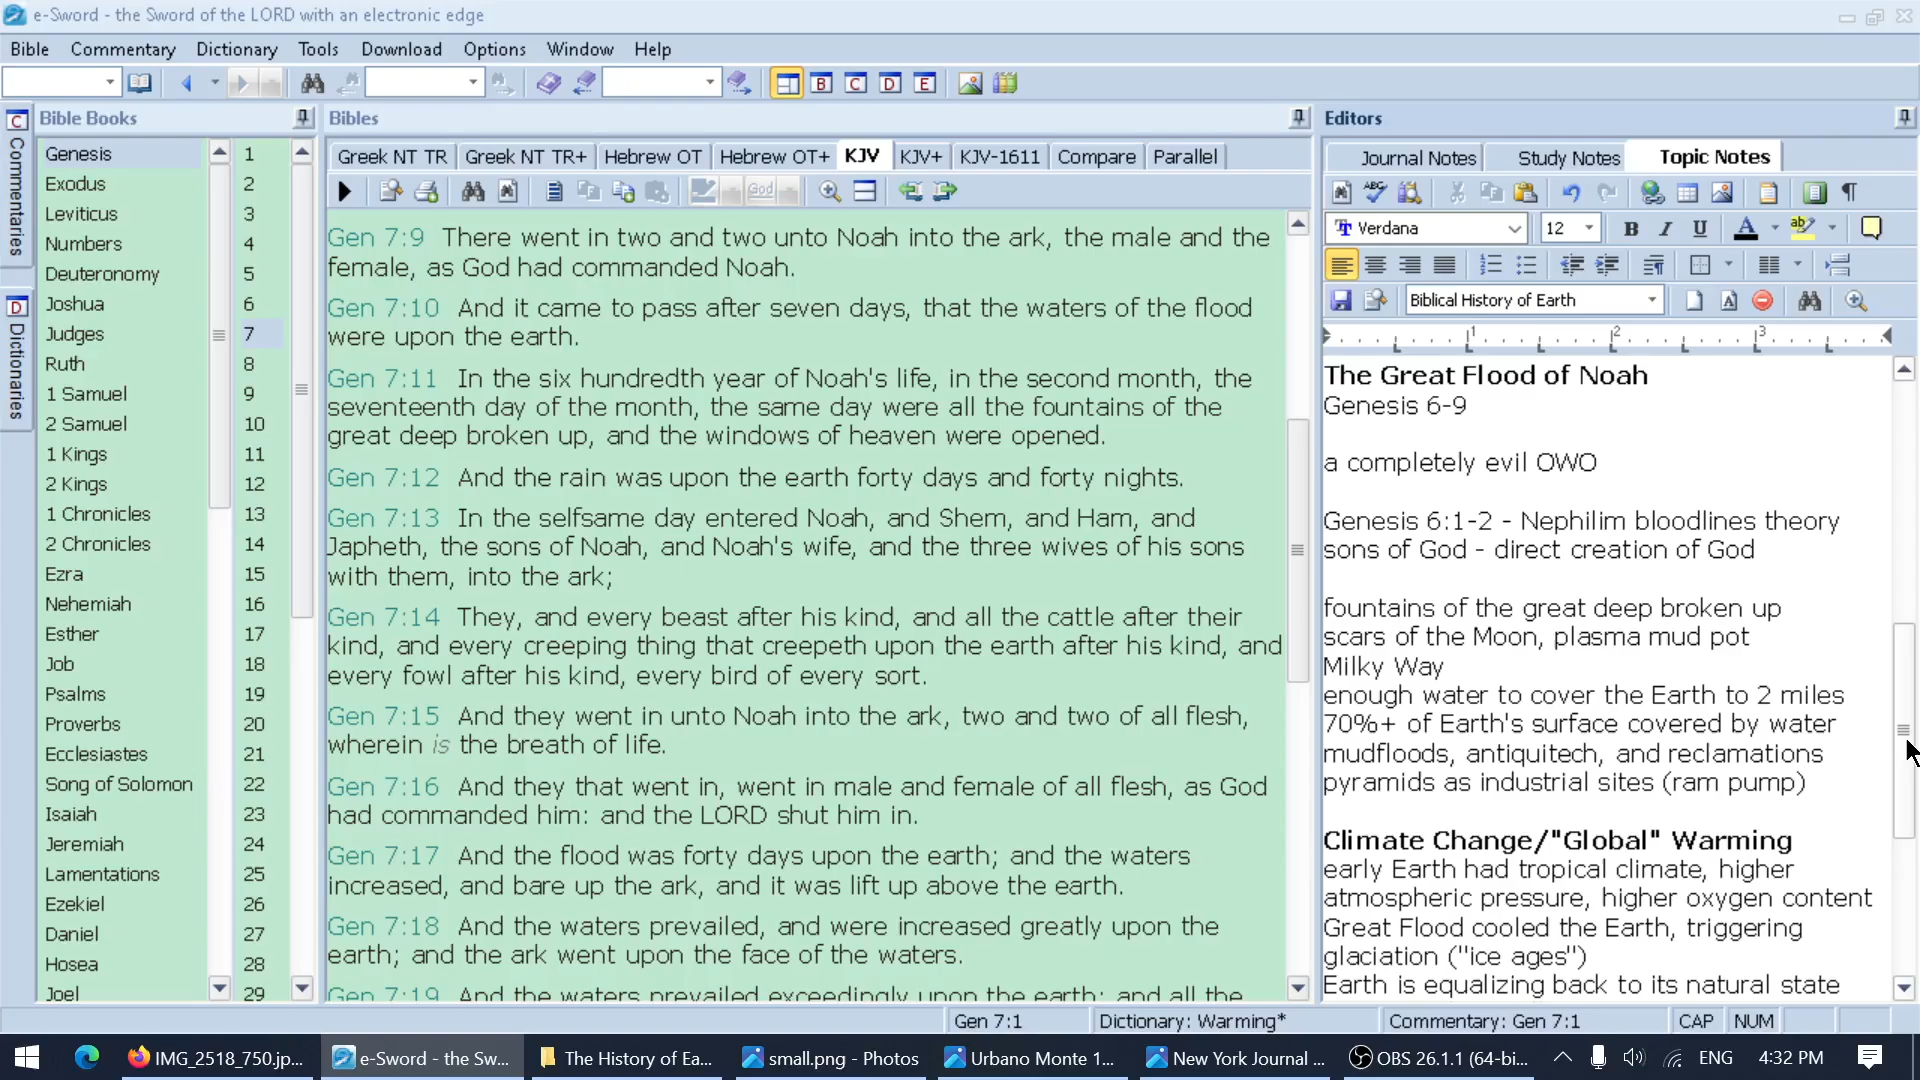 e-Sword - the Sword of the LORD with an electronic edge
Bible Commentary Dictionary Tools Download Options Window Help
B C D E
C Commentaries
D Dictionaries
Bible Books
Genesis
Exodus
Leviticus
Numbers
Deuteronomy
Joshua
Judges
Ruth
1 Samuel
2 Samuel
1 Kings
2 Kings
1 Chronicles
2 Chronicles
Ezra
Nehemiah
Esther
Job
Psalms
Proverbs
Ecclesiastes
Song of Solomon
Isaiah
Jeremiah
Lamentations
Ezekiel
Daniel
Hosea
Joel
1
2
3
4
5
6
7
8
9
10
11
12
13
14
15
16
17
18
19
20
21
22
23
24
25
26
27
28
29
Bibles
Greek NT TR Greek NT TR+ Hebrew OT Hebrew OT+ KJV KJV+ KJV-1611 Compare Parallel
God
Gen 7:9 There went in two and two unto Noah into the ark, the male and the
female, as God had commanded Noah.
Gen 7:10 And it came to pass after seven days, that the waters of the flood
were upon the earth.
Gen 7:11 In the six hundredth year of Noah's life, in the second month, the
seventeenth day of the month, the same day were all the fountains of the
great deep broken up, and the windows of heaven were opened.
Gen 7:12 And the rain was upon the earth forty days and forty nights.
Gen 7:13 In the selfsame day entered Noah, and Shem, and Ham, and
Japheth, the sons of Noah, and Noah's wife, and the three wives of his sons
with them, into the ark;
Gen 7:14 They, and every beast after his kind, and all the cattle after their
kind, and every creeping thing that creepeth upon the earth after his kind, and
every fowl after his kind, every bird of every sort.
Gen 7:15 And they went in unto Noah into the ark, two and two of all flesh,
wherein is the breath of life.
Gen 7:16 And they that went in, went in male and female of all flesh, as God
had commanded him: and the LORD shut him in.
Gen 7:17 And the flood was forty days upon the earth; and the waters
increased, and bare up the ark, and it was lift up above the earth.
Gen 7:18 And the waters prevailed, and were increased greatly upon the
earth; and the ark went upon the face of the waters.
Gen 7:19 And the waters prevailed exceedingly upon the earth; and all the
Editors
Journal Notes Study Notes Topic Notes
ABC
Verdana 12 B I U A ab
Biblical History of Earth
1 2 3
The Great Flood of Noah
Genesis 6-9
a completely evil OWO
Genesis 6:1-2 - Nephilim bloodlines theory
sons of God - direct creation of God
fountains of the great deep broken up
scars of the Moon, plasma mud pot
Milky Way
enough water to cover the Earth to 2 miles
70%+ of Earth's surface covered by water
mudfloods, antiquitech, and reclamations
pyramids as industrial sites (ram pump)
Climate Change/"Global" Warming
early Earth had tropical climate, higher
atmospheric pressure, higher oxygen content
Great Flood cooled the Earth, triggering
glaciation ("ice ages")
Earth is equalizing back to its natural state
Gen 7:1 Dictionary: Warming* Commentary: Gen 7:1 CAP NUM
IMG_2518_750.jp... e-Sword - the Sw... The History of Ea... small.png - Photos Urbano Monte 1... New York Journal ... OBS 26.1.1 (64-bi... ENG 4:32 PM